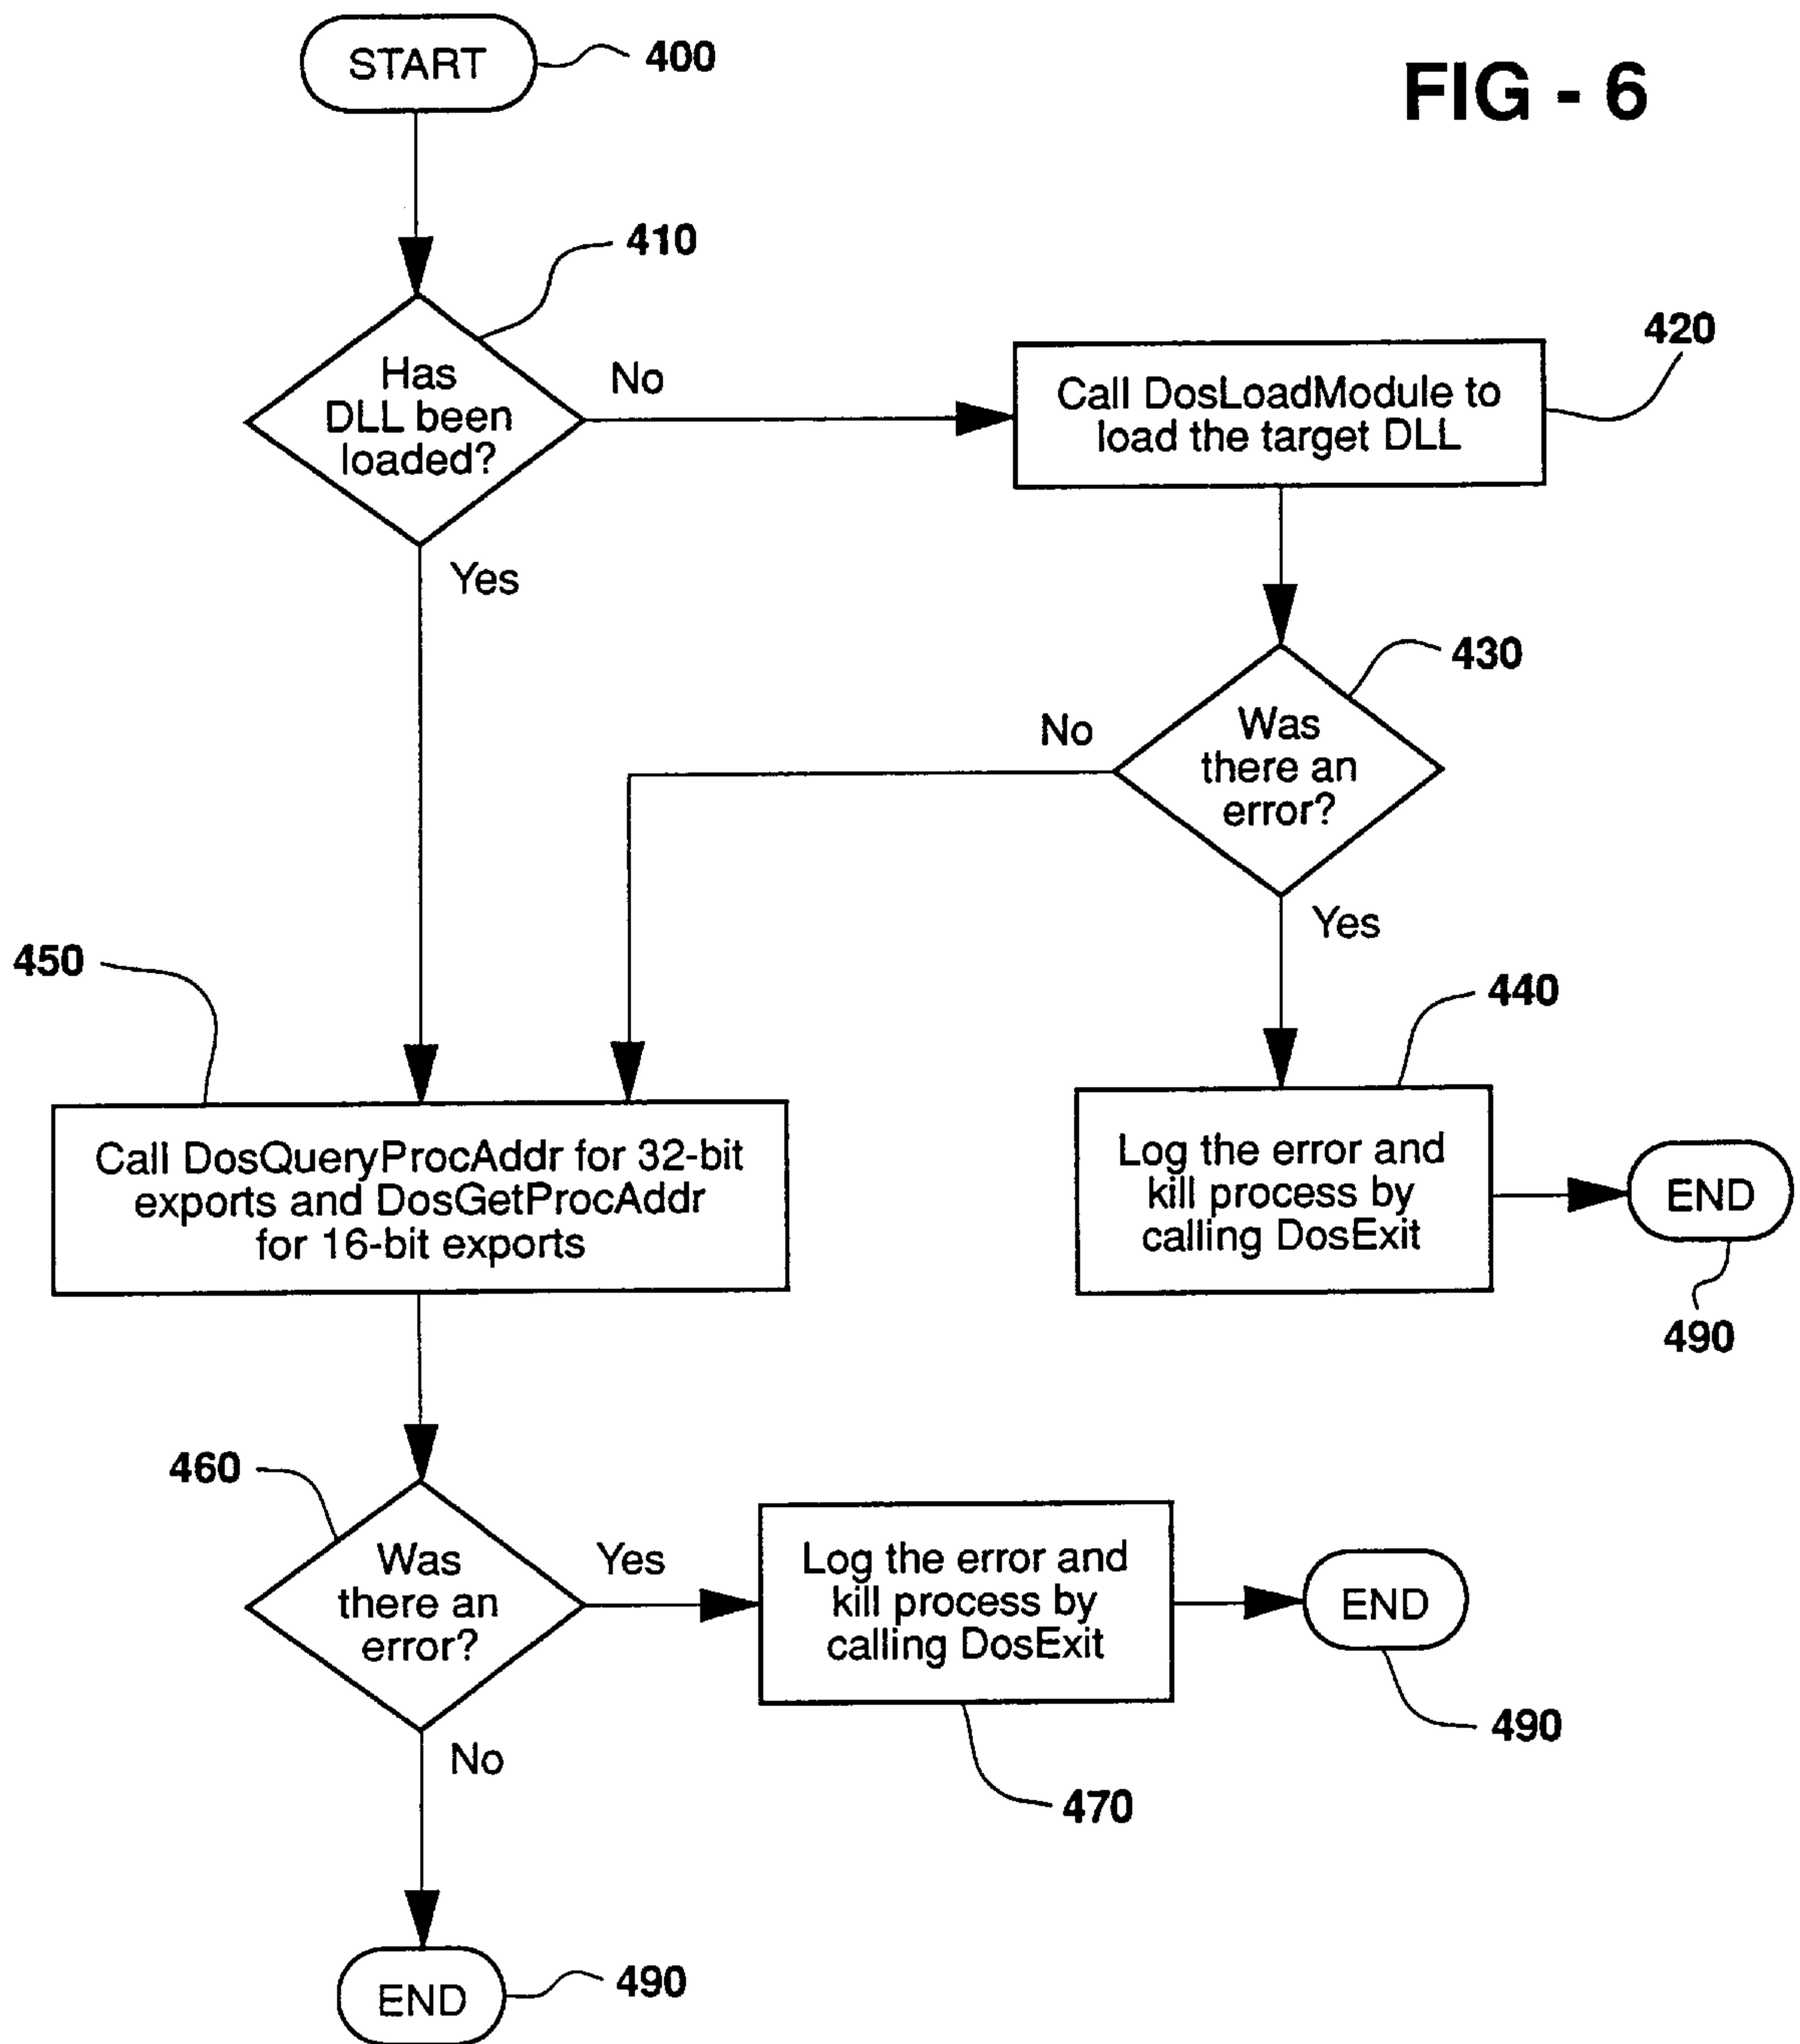 START
400
FIG - 6
410
Has
DLL been
loaded?
No
420
Call DosLoadModule to
load the target DLL
Yes
430
Was
there an
error?
No
Yes
450
440
Call DosQueryProcAddr for 32-bit
exports and DosGetProcAddr
for 16-bit exports
Log the error and
kill process by
calling DosExit
END
490
460
Was
there an
error?
Yes
Log the error and
kill process by
calling DosExit
END
490
470
No
END
490